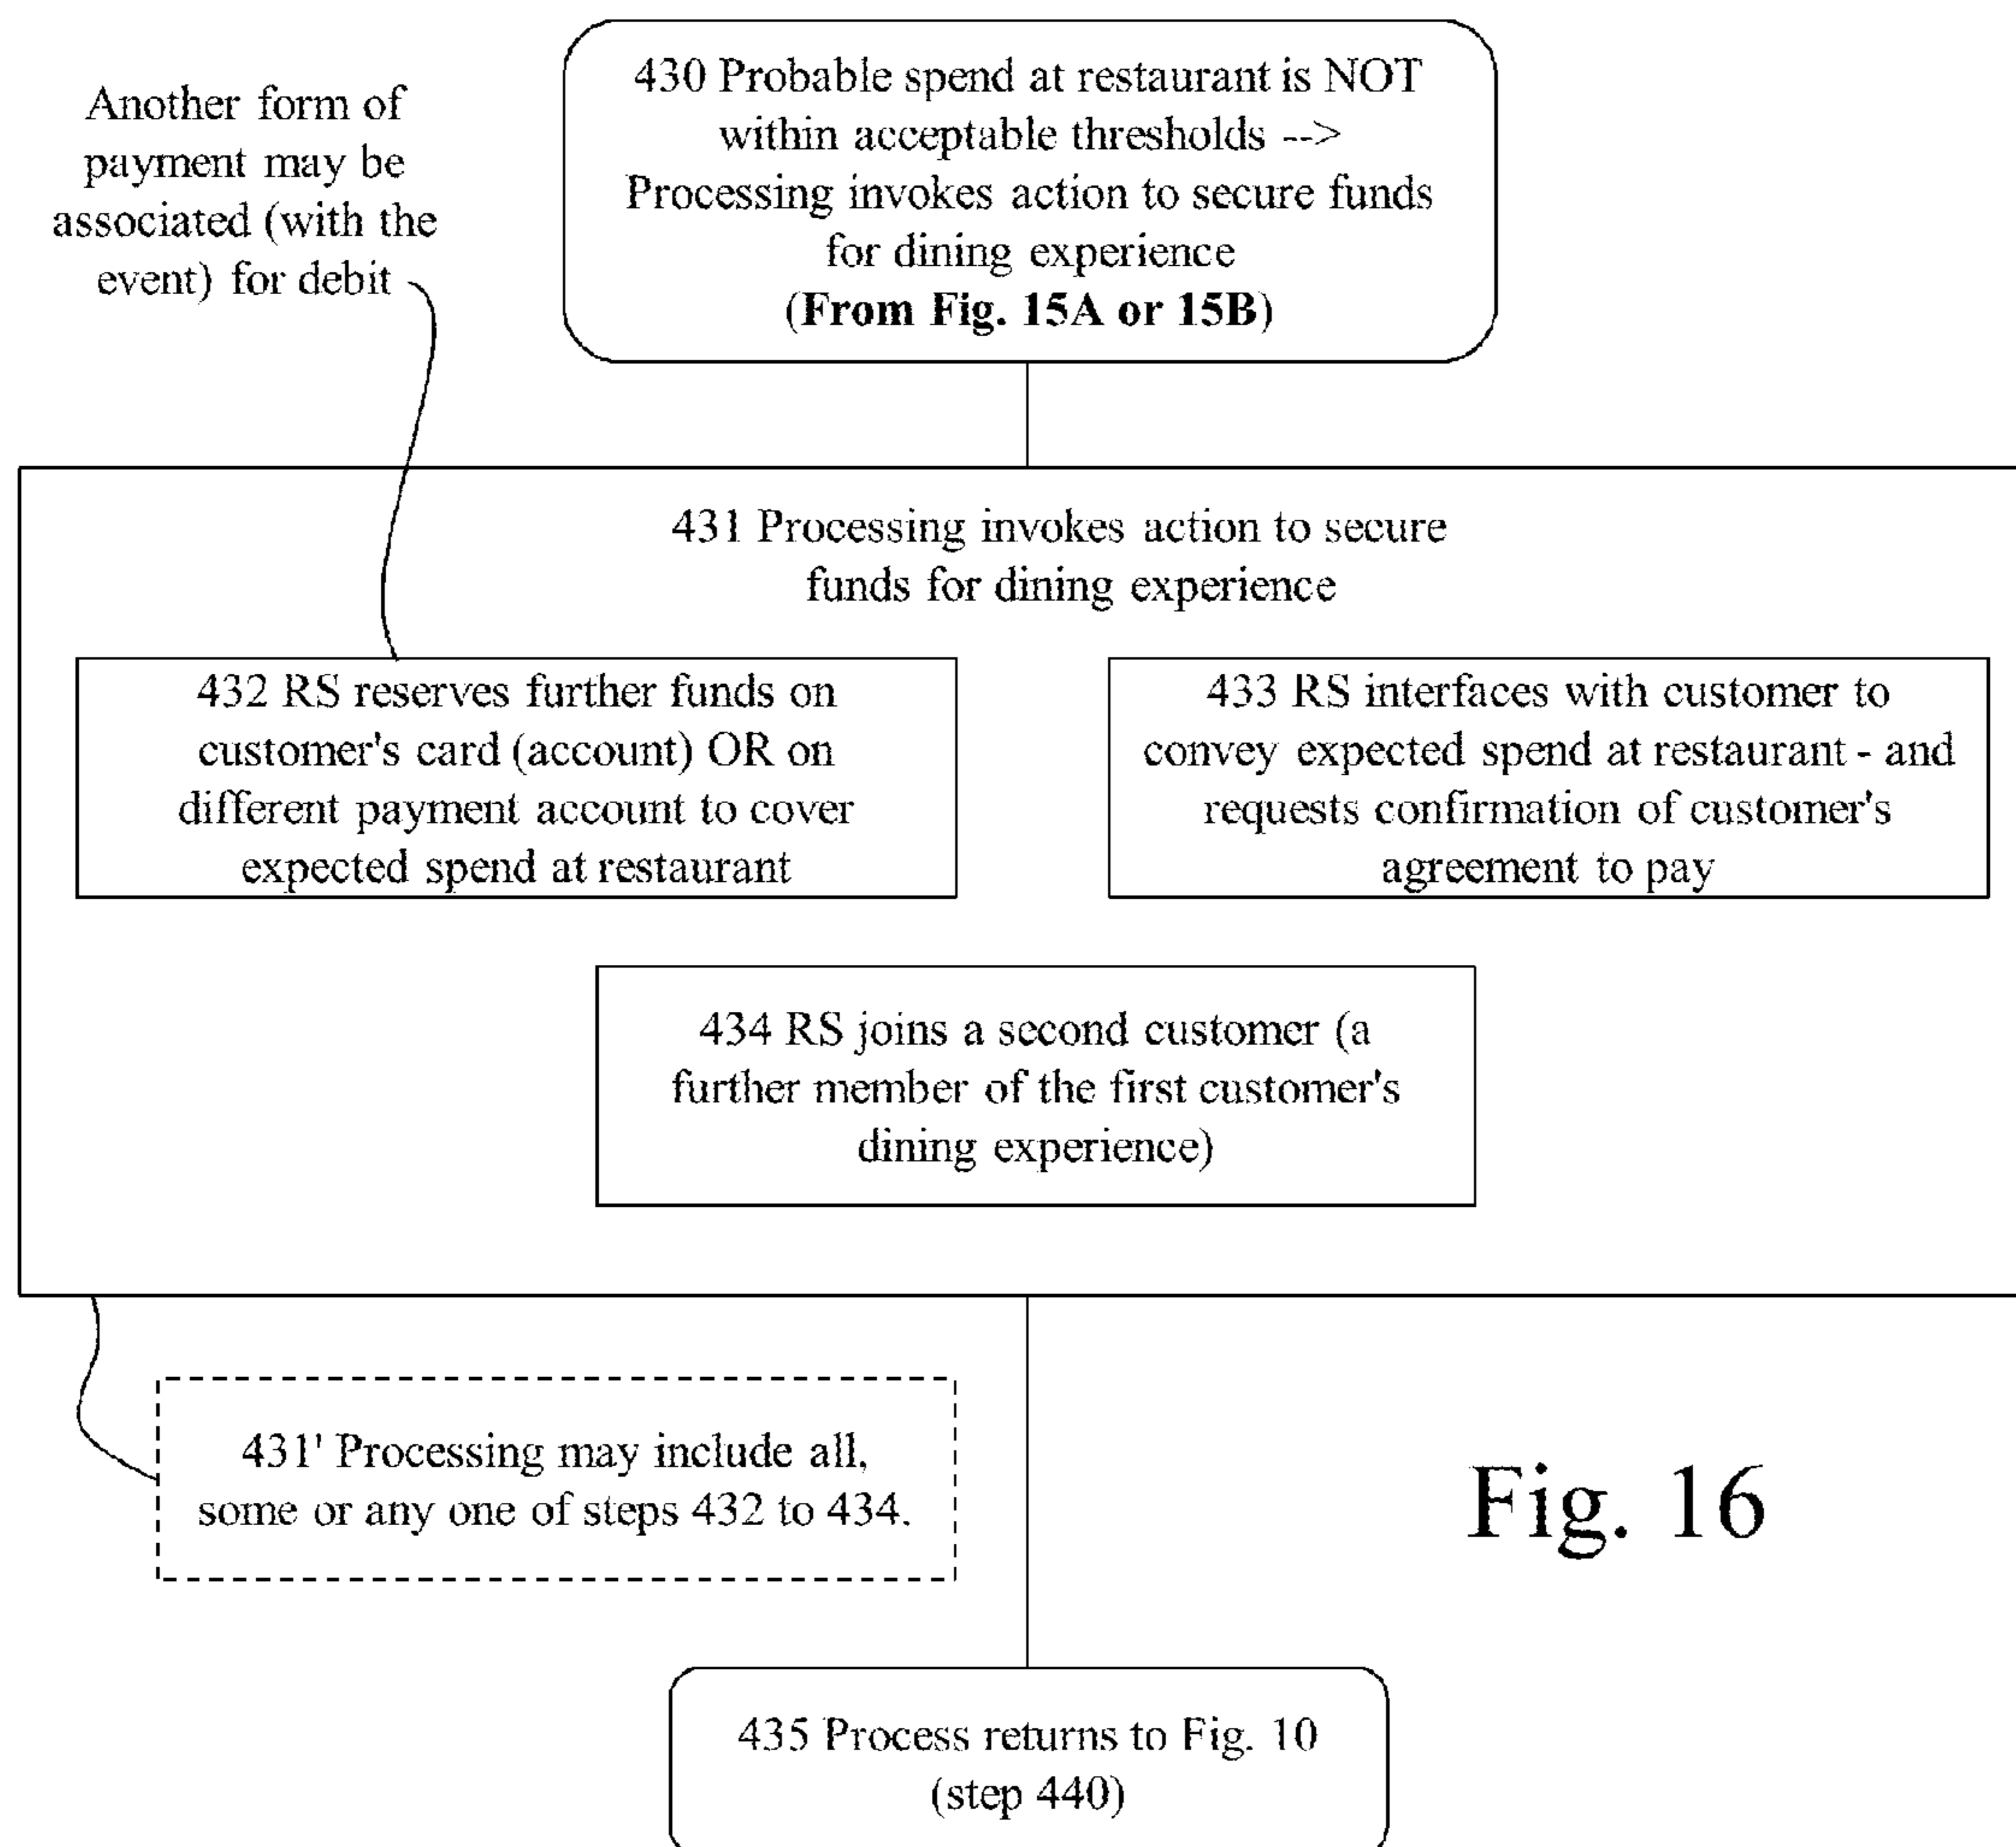 Another form of
payment may be
associated (with the
event) for debit
430 Probable spend at restaurant is NOT
within acceptable thresholds -->
Processing invokes action to secure funds
for dining experience
(From Fig. 15A or 15B)
431 Processing invokes action to secure
funds for dining experience
432 RS reserves further funds on
customer's card (account) OR on
different payment account to cover
expected spend at restaurant
433 RS interfaces with customer to
convey expected spend at restaurant - and
requests confirmation of customer's
agreement to pay
434 RS joins a second customer (a
further member of the first customer's
dining experience)
431' Processing may include all,
some or any one of steps 432 to 434.
Fig. 16
435 Process returns to Fig. 10
(step 440)